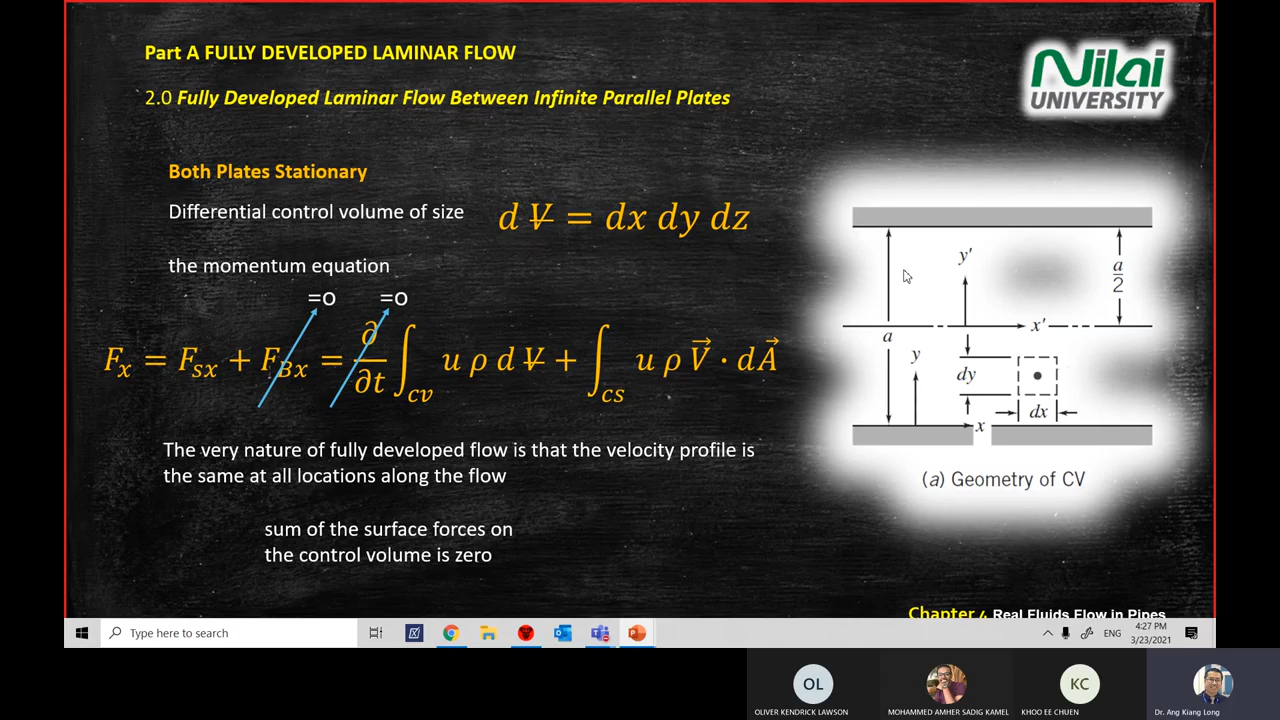 Part A FULLY DEVELOPED LAMINAR FLOW
Nilai
UNIVERSITY
2.0 Fully Developed Laminar Flow Between Infinite Parallel Plates
Both Plates Stationary
Differential control volume of size
d V = dx dy dz
the momentum equation
=0 =0
F_x = F_sx + F_Bx = ∂/∂t ∫_cv u ρ d V + ∫_cs u ρ V⃗ · dA⃗
The very nature of fully developed flow is that the velocity profile is
the same at all locations along the flow
sum of the surface forces on
the control volume is zero
y'
a/2
x'
a
y
dy
dx
x
(a) Geometry of CV
Chapter 4 Real Fluids Flow in Pipes
Type here to search
ENG
4:27 PM
3/23/2021
OL
KC
OLIVER KENDRICK LAWSON
MOHAMMED AMHER SADIG KAMEL
KHOO EE CHUEN
Dr. Ang Kiang Long